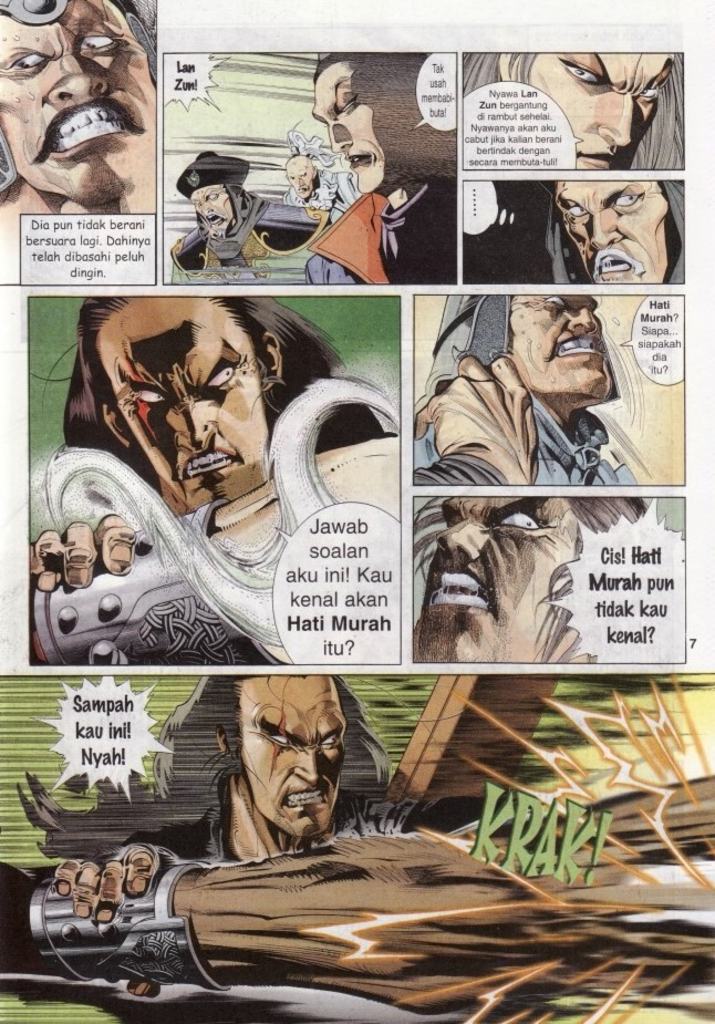 Dia pun tidak berani
bersuara lagi. Dahinya
telah dibasahi peluh
dingin.
Lan
Zun!
Tak
usah
membabi-
buta!
Nyawa Lan
Zun bergantung
di rambut sehelai.
Nyawanya akan aku
cabut jika kalian berani
bertindak dengan
secara membuta-tuli!
......
Jawab
soalan
aku ini! Kau
kenal akan
Hati Murah
itu?
Hati
Murah?
Siapa...
siapakah
dia
itu?
Cis! Hati
Murah pun
tidak kau
kenal?
7
Sampah
kau ini!
Nyah!
KRAK!